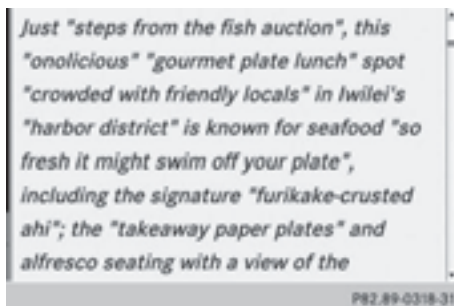 Just "steps from the fish auction", this
"onolicious" "gourmet plate lunch" spot
"crowded with friendly locals" in Iwilei's
"harbor district" is known for seafood "so
fresh it might swim off your plate",
including the signature "furikake-crusted
ahi"; the "takeaway paper plates" and
alfresco seating with a view of the
P82.89-0318-31